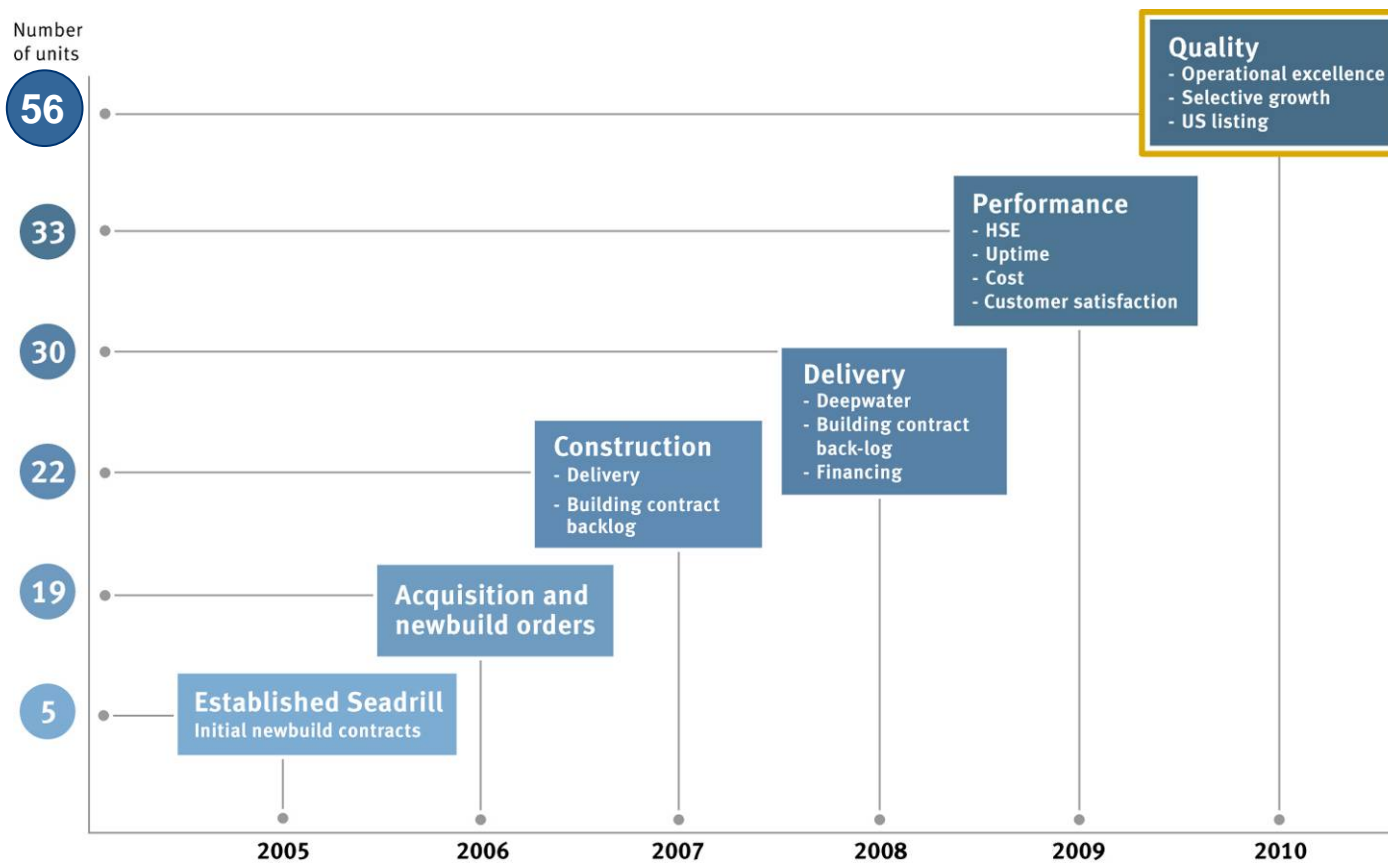 Number
of units
56
Quality
- Operational excellence
- Selective growth
- US listing
33
Performance
- HSE
- Uptime
- Cost
- Customer satisfaction
30
Delivery
- Deepwater
- Building contract
back-log
- Financing
22
Construction
- Delivery
- Building contract
backlog
19
Acquisition and
newbuild orders
5
Established Seadrill
Initial newbuild contracts
2005 2006 2007 2008 2009 2010